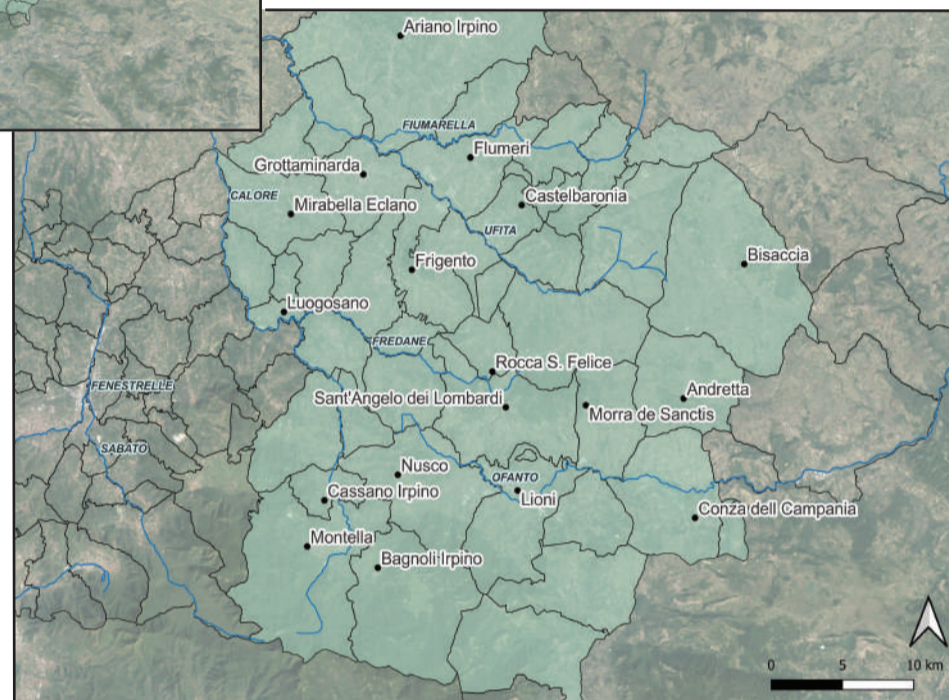 Ariano Irpino
FIUMARELLA
Flumeri
Grottaminarda
CALORE
Castelbaronia
Mirabella Eclano
UFITA
Bisaccia
Frigento
Luogosano
FREDANE
Rocca S. Felice
FENESTRELLE
Sant'Angelo dei Lombardi
Andretta
Morra de Sanctis
SABATO
Nusco
OFANTO
Cassano Irpino
Lioni
Conza dell Campania
Montella
Bagnoli Irpino
0 5 10 km